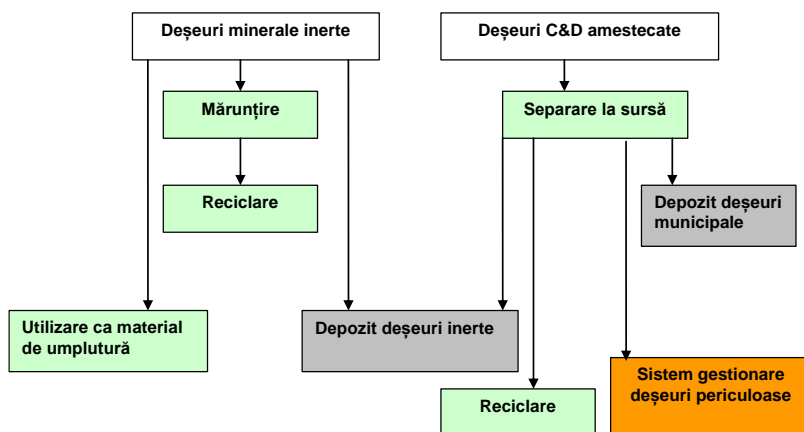 Deșeuri minerale inerte
Deșeuri C&D amestecate
Mărunțire
Separare la sursă
Reciclare
Depozit deșeuri
municipale
Utilizare ca material
de umplutură
Depozit deșeuri inerte
Sistem gestionare
deșeuri periculoase
Reciclare